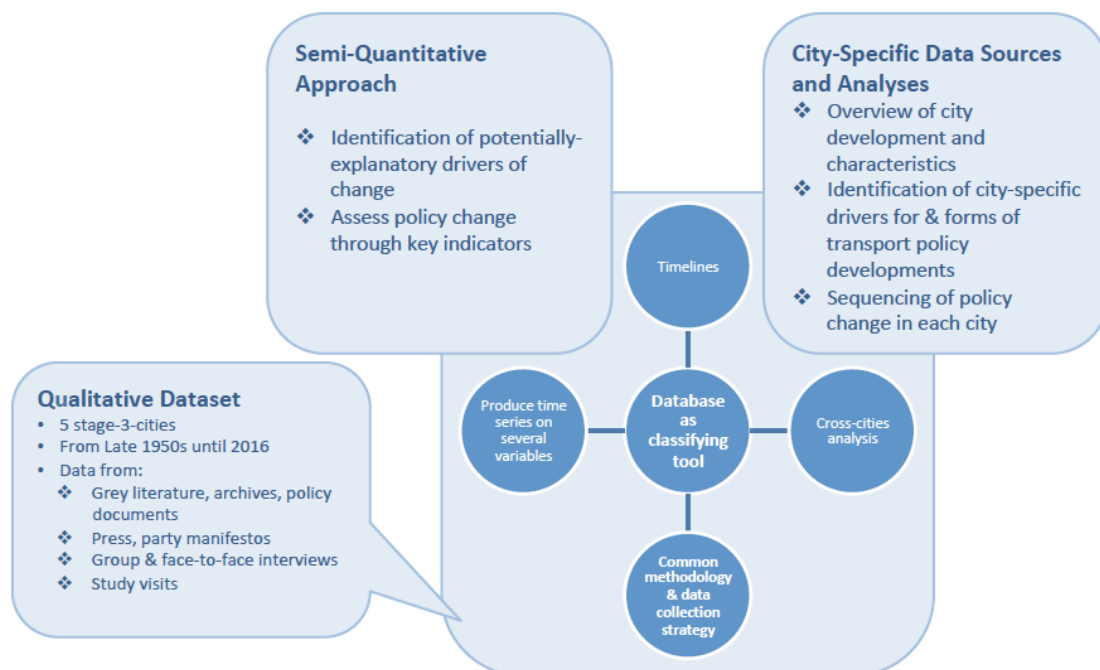 Semi-Quantitative
Approach
❖ Identification of potentially-
explanatory drivers of
change
❖ Assess policy change
through key indicators
City-Specific Data Sources
and Analyses
❖ Overview of city
development and
characteristics
❖ Identification of city-specific
drivers for & forms of
transport policy
developments
❖ Sequencing of policy
change in each city
Timelines
Qualitative Dataset
• 5 stage-3-cities
• From Late 1950s until 2016
• Data from:
❖ Grey literature, archives, policy
documents
❖ Press, party manifestos
❖ Group & face-to-face interviews
❖ Study visits
Produce time
series on
several
variables
Database
as
classifying
tool
Cross-cities
analysis
Common
methodology
& data
collection
strategy